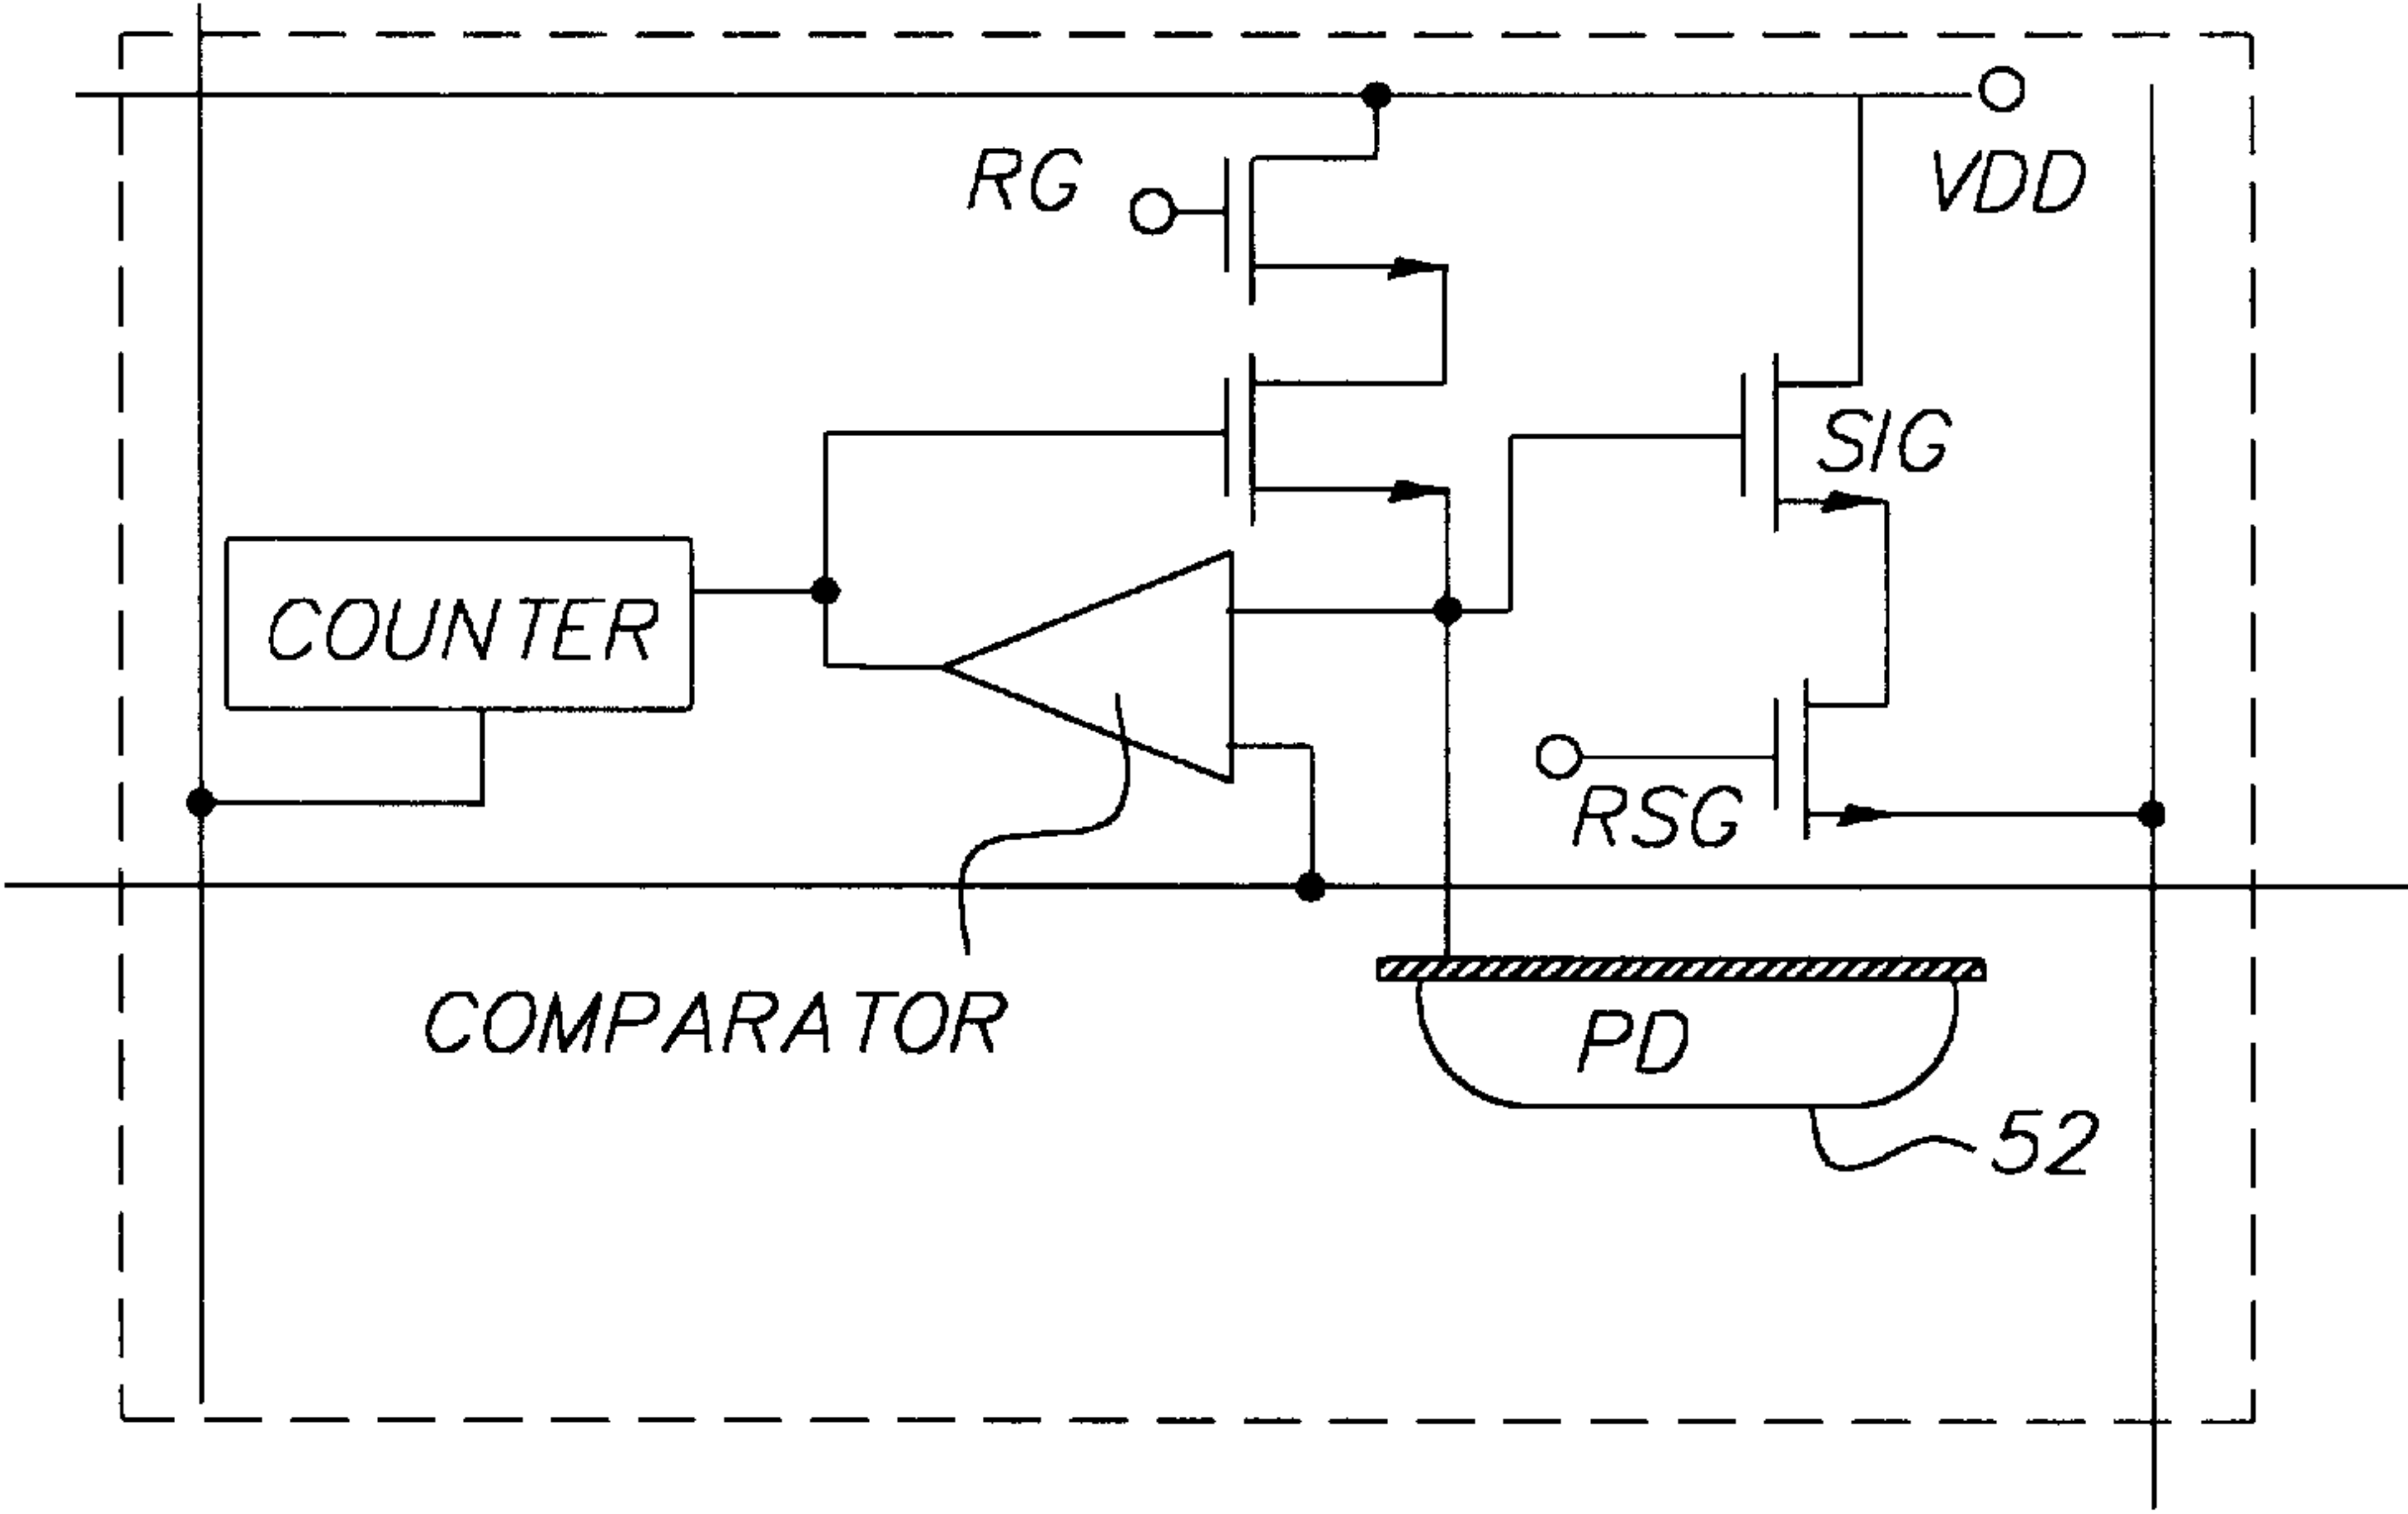 RG
VDD
SIG
COUNTER
RSG
COMPARATOR
PD
52